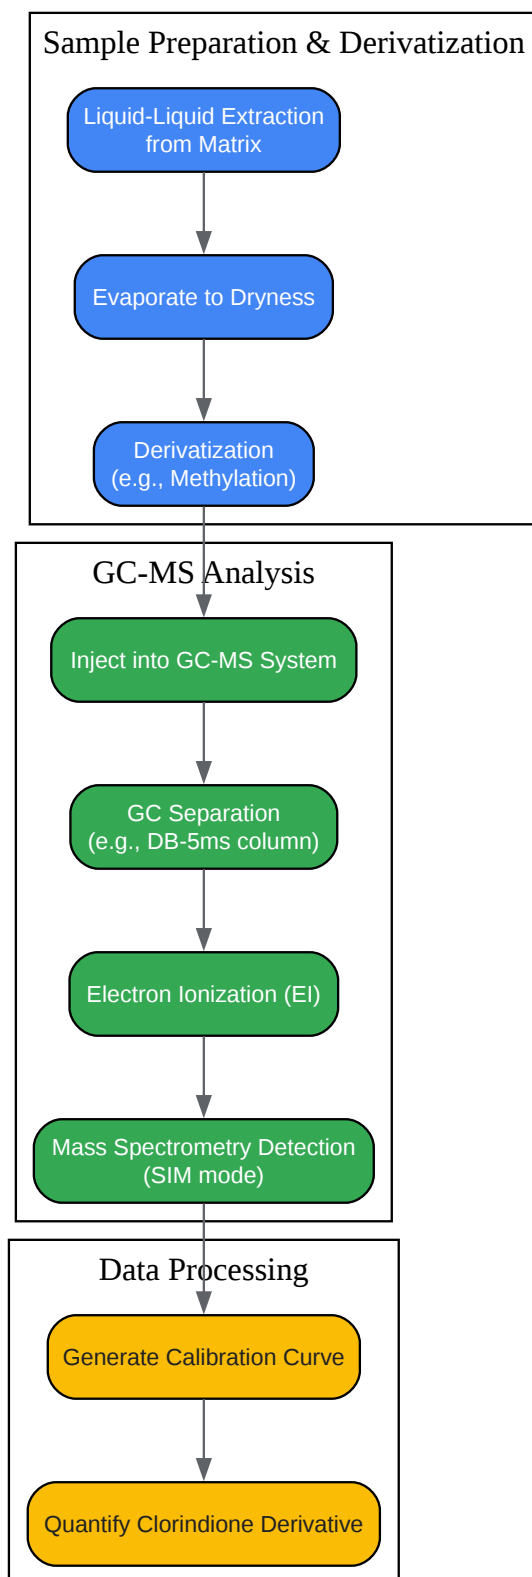 Sample Preparation & Derivatization
Liquid-Liquid Extraction
from Matrix
Evaporate to Dryness
Derivatization
(e.g., Methylation)
GC-MS Analysis
Inject into GC-MS System
GC Separation
(e.g., DB-5ms column)
Electron Ionization (EI)
Mass Spectrometry Detection
(SIM mode)
Data Processing
Generate Calibration Curve
Quantify Clorindione Derivative